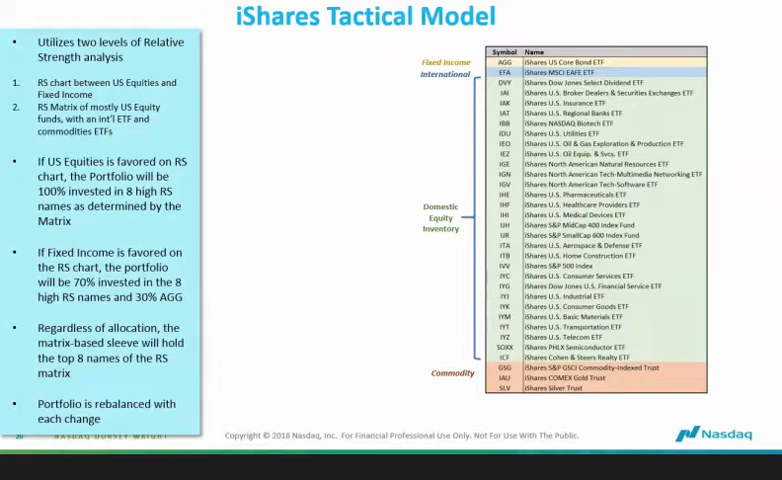 iShares Tactical Model
• Utilizes two levels of Relative
Strength analysis
1. RS chart between US Equities and
Fixed Income
2. RS Matrix of mostly US Equity
funds, with an Int'l ETF and
commodities ETFs
• If US Equities is favored on RS
chart, the Portfolio will be
100% invested in 8 high RS
names as determined by the
Matrix
• If Fixed Income is favored on
the RS chart, the portfolio
will be 70% invested in the 8
high RS names and 30% AGG
• Regardless of allocation, the
matrix-based sleeve will hold
the top 8 names of the RS
matrix
• Portfolio is rebalanced with
each change
Symbol Name
Fixed Income AGG iShares US Core Bond ETF
International EFA iShares MSCI EAFE ETF
DVY iShares Dow Jones Select Dividend ETF
IAI iShares U.S. Broker Dealers & Securities Exchanges ETF
IAK iShares U.S. Insurance ETF
IAT iShares U.S. Regional Banks ETF
IBB iShares NASDAQ Biotech ETF
IDU iShares U.S. Utilities ETF
IEO iShares U.S. Oil & Gas Exploration & Production ETF
IEZ iShares U.S. Oil Equip. & Svcs. ETF
IGE iShares North American Natural Resources ETF
IGN iShares North American Tech-Multimedia Networking ETF
IGV iShares North American Tech-Software ETF
IHE iShares U.S. Pharmaceuticals ETF
IHF iShares U.S. Healthcare Providers ETF
IHI iShares U.S. Medical Devices ETF
IJH iShares S&P MidCap 400 Index Fund
IJR iShares S&P SmallCap 600 Index Fund
ITA iShares U.S. Aerospace & Defense ETF
ITB iShares U.S. Home Construction ETF
IVV iShares S&P 500 Index
IYC iShares U.S. Consumer Services ETF
IYG iShares Dow Jones U.S. Financial Service ETF
IYJ iShares U.S. Industrial ETF
IYK iShares U.S. Consumer Goods ETF
IYM iShares U.S. Basic Materials ETF
IYT iShares U.S. Transportation ETF
IYZ iShares U.S. Telecom ETF
SOXX iShares PHLX Semiconductor ETF
ICF iShares Cohen & Steers Realty ETF
Domestic
Equity
Inventory
Commodity GSG iShares S&P GSCI Commodity-Indexed Trust
IAU iShares COMEX Gold Trust
SLV iShares Silver Trust
NASDAQ DORSEY WRIGHT
Copyright © 2018 Nasdaq, Inc. For Financial Professional Use Only. Not For Use With The Public.
Nasdaq